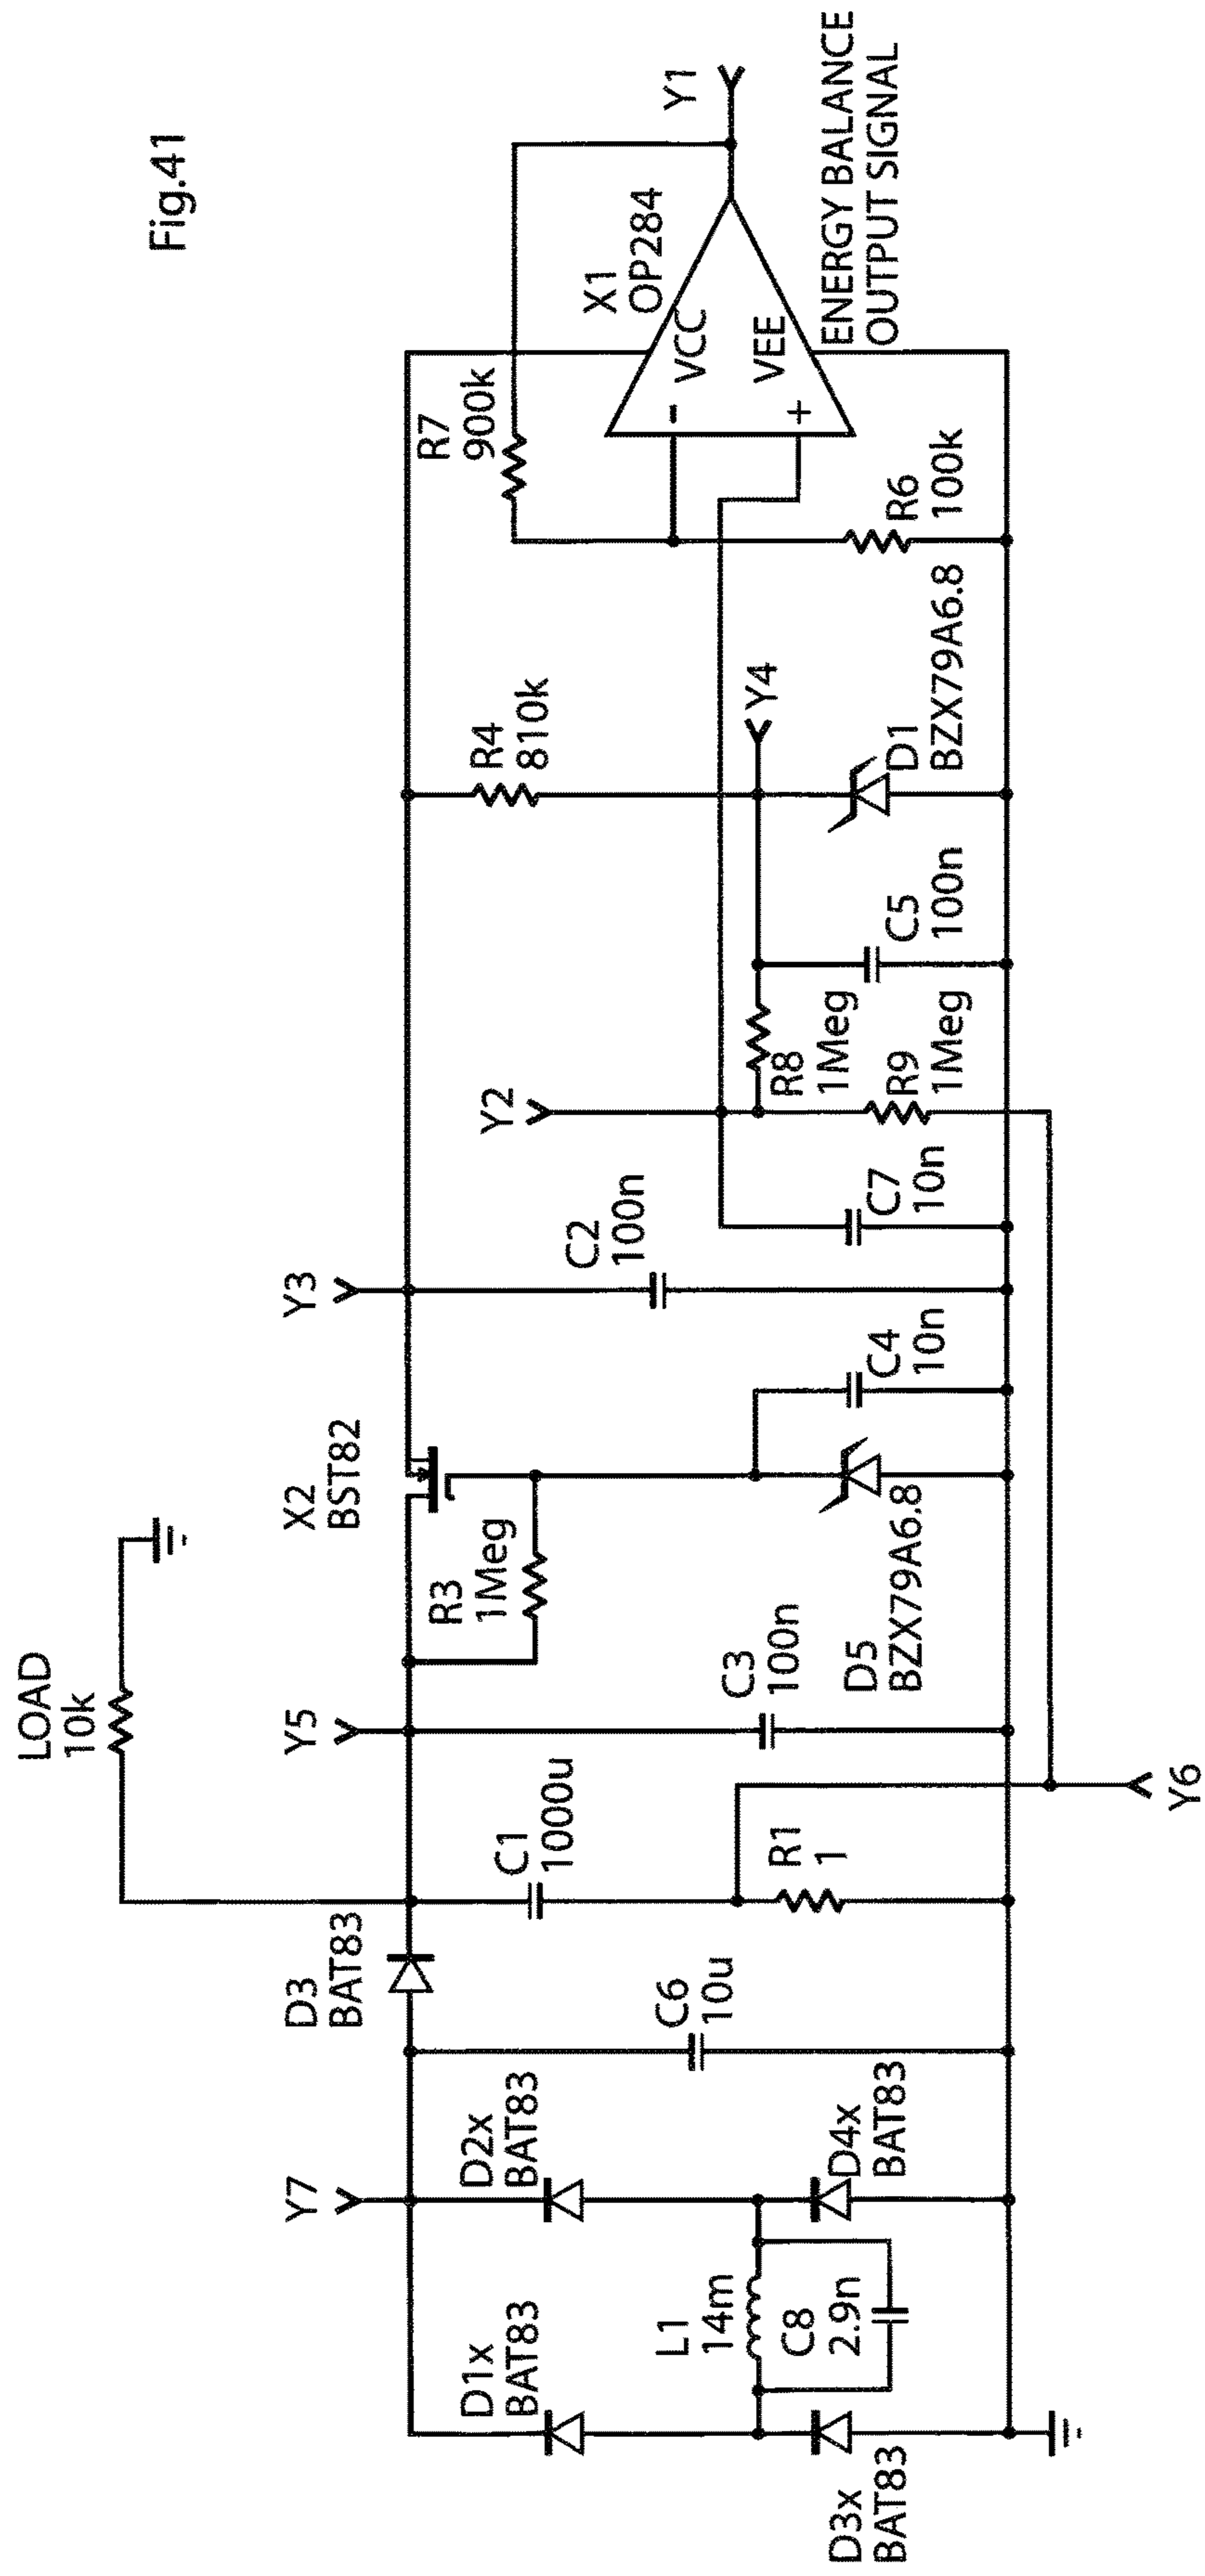 Fig.41
LOAD
10k
D3
BAT83
Y7
D1x
BAT83
D2x
BAT83
L1
14m
C8
2.9n
D3x
BAT83
D4x
BAT83
C6
10u
C1
1000u
R1
1
Y6
Y5
C3
100n
R3
1Meg
X2
BST82
D5
BZX79A6.8
C4
10n
Y3
C2
100n
C7
10n
Y2
R8
1Meg
R9
1Meg
C5
100n
R4
810k
Y4
D1
BZX79A6.8
R7
900k
R6
100k
X1
OP284
VCC
VEE
-
+
Y1
ENERGY BALANCE
OUTPUT SIGNAL